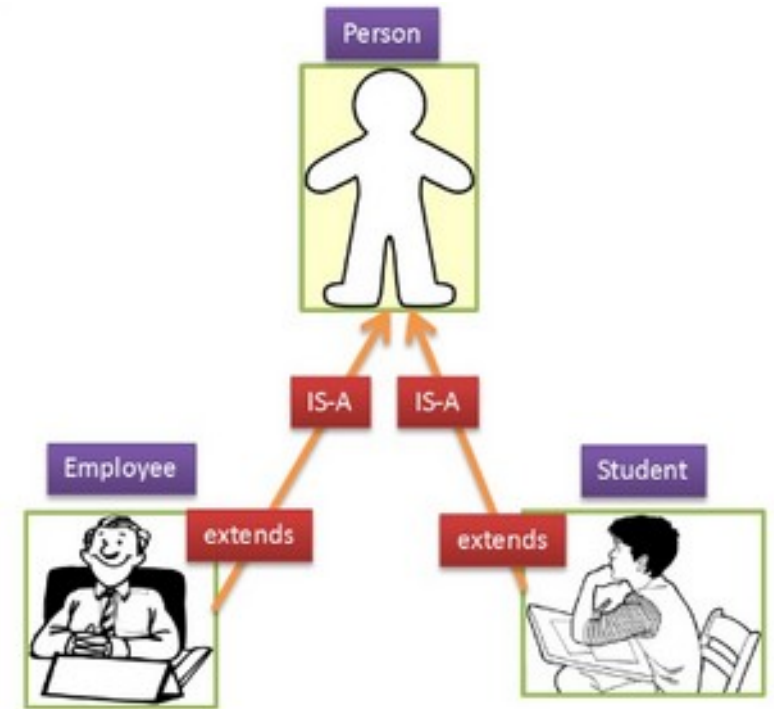 Person
IS-A
IS-A
Employee
Student
extends
extends